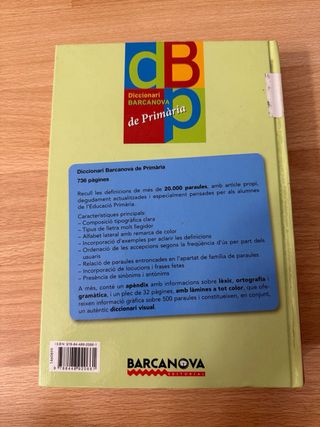 dBp
Diccionari
BARCANOVA
de Primària
Diccionari Barcanova de Primària
736 pàgines
Recull les definicions de més de 20.000 paraules, amb article propi,
degudament actualitzades i especialment pensades per als alumnes
de l'Educació Primària.
Característiques principals:
– Composició tipogràfica clara
– Tipus de lletra molt llegidor
– Alfabet lateral amb remarca de color
– Incorporació d'exemples per aclarir les definicions
– Ordenació de les accepcions segons la freqüència d'ús per part dels
usuaris
– Relació de paraules entroncades en l'apartat de família de paraules
– Incorporació de locucions i frases fetes
– Presència de sinònims i antònims
A més, conté un apèndix amb informacions sobre lèxic, ortografia i
gramàtica, i un plec de 32 pàgines, amb làmines a tot color, que ofe-
reixen informació gràfica sobre 500 paraules i constitueixen, en conjunt,
un autèntic diccionari visual.
BARCANOVA
EDITORIAL